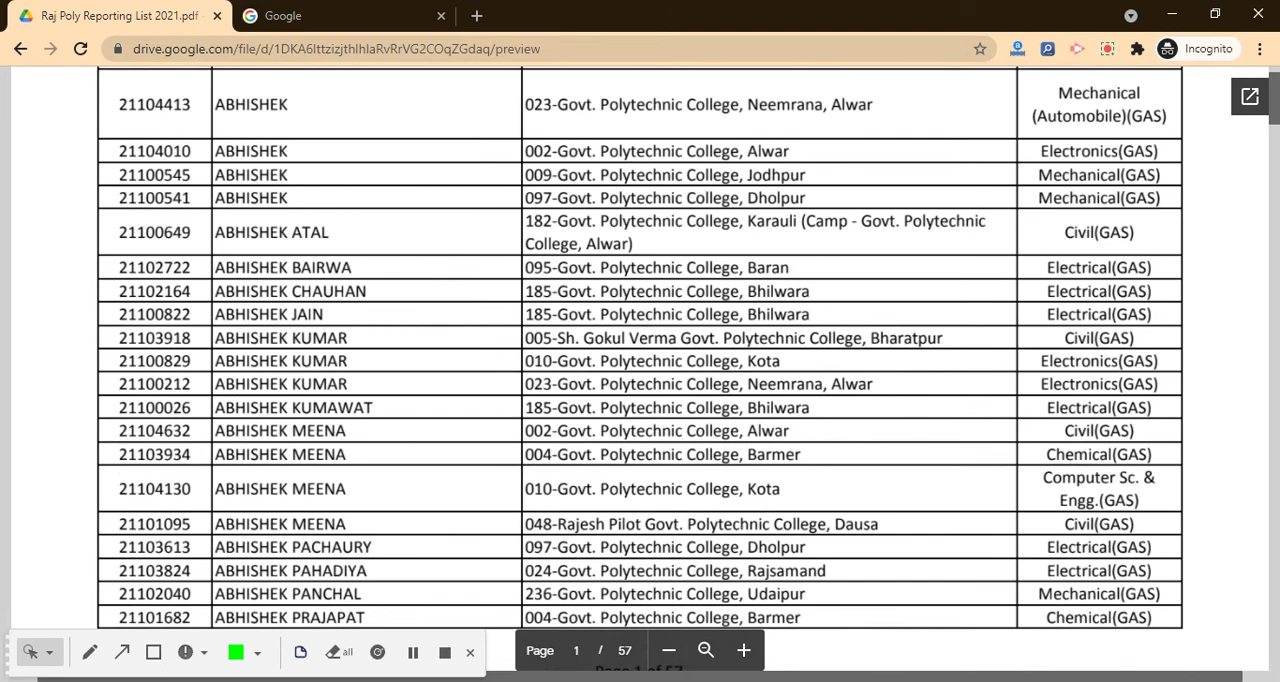 Raj Poly Reporting List 2021.pdf
Google
drive.google.com/file/d/1DKA6IttzizjthIhIaRvRrVG2COqZGdaq/preview
Incognito
21104413 ABHISHEK 023-Govt. Polytechnic College, Neemrana, Alwar Mechanical
(Automobile)(GAS)
21104010 ABHISHEK 002-Govt. Polytechnic College, Alwar Electronics(GAS)
21100545 ABHISHEK 009-Govt. Polytechnic College, Jodhpur Mechanical(GAS)
21100541 ABHISHEK 097-Govt. Polytechnic College, Dholpur Mechanical(GAS)
21100649 ABHISHEK ATAL 182-Govt. Polytechnic College, Karauli (Camp - Govt. Polytechnic
College, Alwar) Civil(GAS)
21102722 ABHISHEK BAIRWA 095-Govt. Polytechnic College, Baran Electrical(GAS)
21102164 ABHISHEK CHAUHAN 185-Govt. Polytechnic College, Bhilwara Electrical(GAS)
21100822 ABHISHEK JAIN 185-Govt. Polytechnic College, Bhilwara Electrical(GAS)
21103918 ABHISHEK KUMAR 005-Sh. Gokul Verma Govt. Polytechnic College, Bharatpur Civil(GAS)
21100829 ABHISHEK KUMAR 010-Govt. Polytechnic College, Kota Electronics(GAS)
21100212 ABHISHEK KUMAR 023-Govt. Polytechnic College, Neemrana, Alwar Electronics(GAS)
21100026 ABHISHEK KUMAWAT 185-Govt. Polytechnic College, Bhilwara Electrical(GAS)
21104632 ABHISHEK MEENA 002-Govt. Polytechnic College, Alwar Civil(GAS)
21103934 ABHISHEK MEENA 004-Govt. Polytechnic College, Barmer Chemical(GAS)
21104130 ABHISHEK MEENA 010-Govt. Polytechnic College, Kota Computer Sc. &
Engg.(GAS)
21101095 ABHISHEK MEENA 048-Rajesh Pilot Govt. Polytechnic College, Dausa Civil(GAS)
21103613 ABHISHEK PACHAURY 097-Govt. Polytechnic College, Dholpur Electrical(GAS)
21103824 ABHISHEK PAHADIYA 024-Govt. Polytechnic College, Rajsamand Electrical(GAS)
21102040 ABHISHEK PANCHAL 236-Govt. Polytechnic College, Udaipur Mechanical(GAS)
21101682 ABHISHEK PRAJAPAT 004-Govt. Polytechnic College, Barmer Chemical(GAS)
all
Page 1 / 57
Page 1 of 57